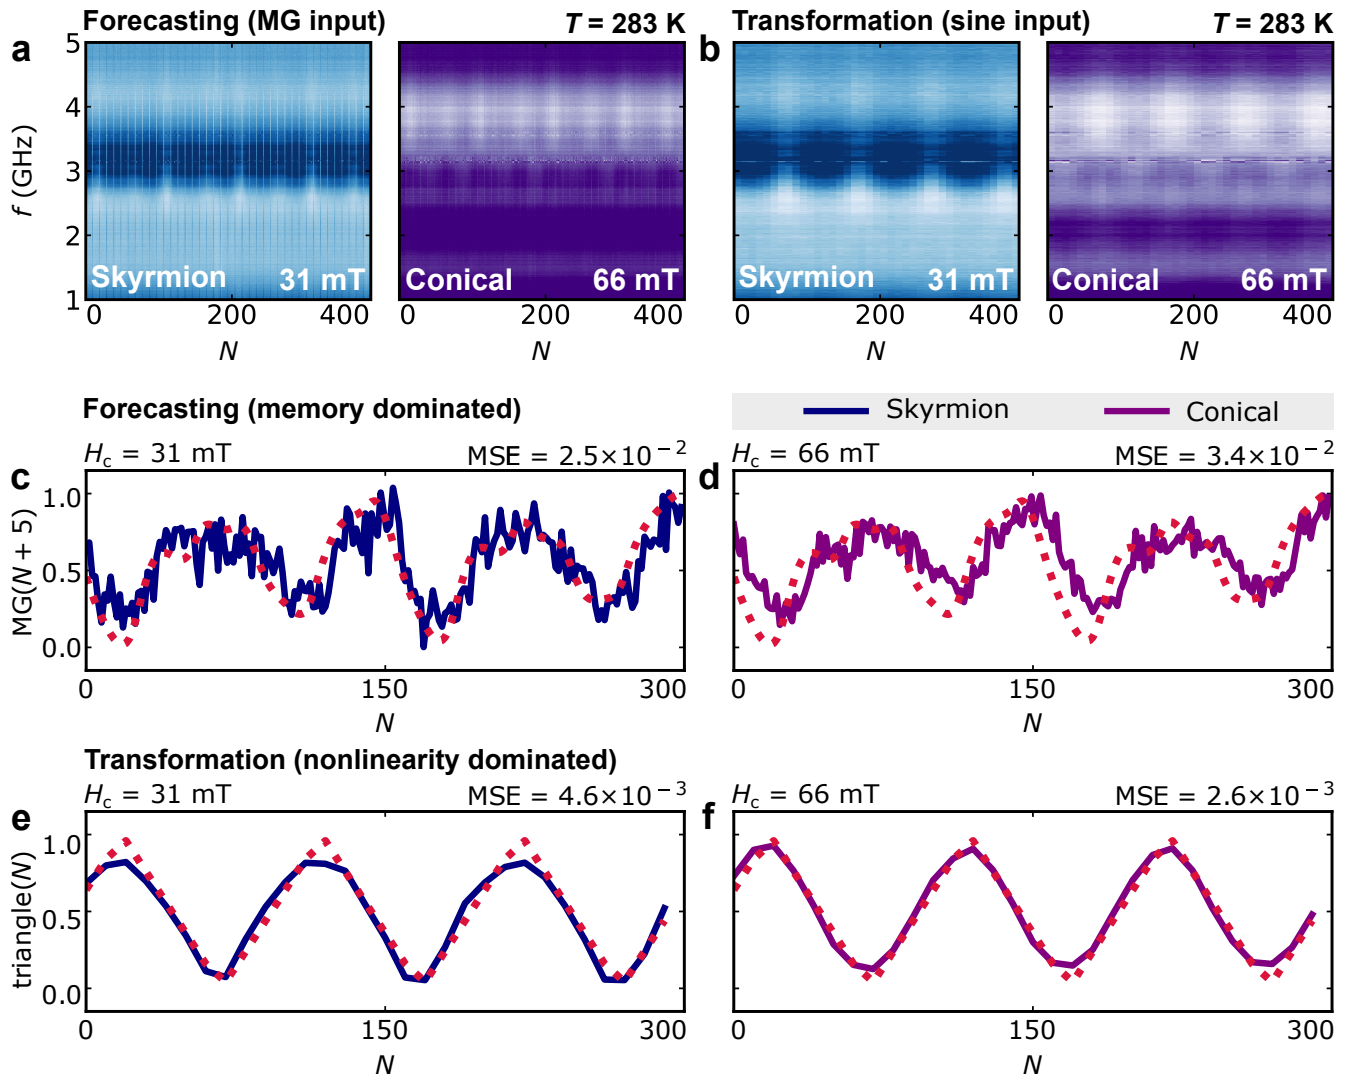 Forecasting (MG input)
T = 283 K
Transformation (sine input)
T = 283 K
a
b
5
4
3
2
1
f (GHz)
Skyrmion 31 mT
Conical 66 mT
Skyrmion 31 mT
Conical 66 mT
0 200 400
0 200 400
0 200 400
0 200 400
N
N
N
N
Forecasting (memory dominated)
Skyrmion
Conical
Hc = 31 mT
MSE = 2.5×10−2
Hc = 66 mT
MSE = 3.4×10−2
c
d
1.0
0.5
0.0
MG(N + 5)
0 150 300
0 150 300
N
N
Transformation (nonlinearity dominated)
Hc = 31 mT
MSE = 4.6×10−3
Hc = 66 mT
MSE = 2.6×10−3
e
f
1.0
0.5
0.0
triangle(N)
0 150 300
0 150 300
N
N